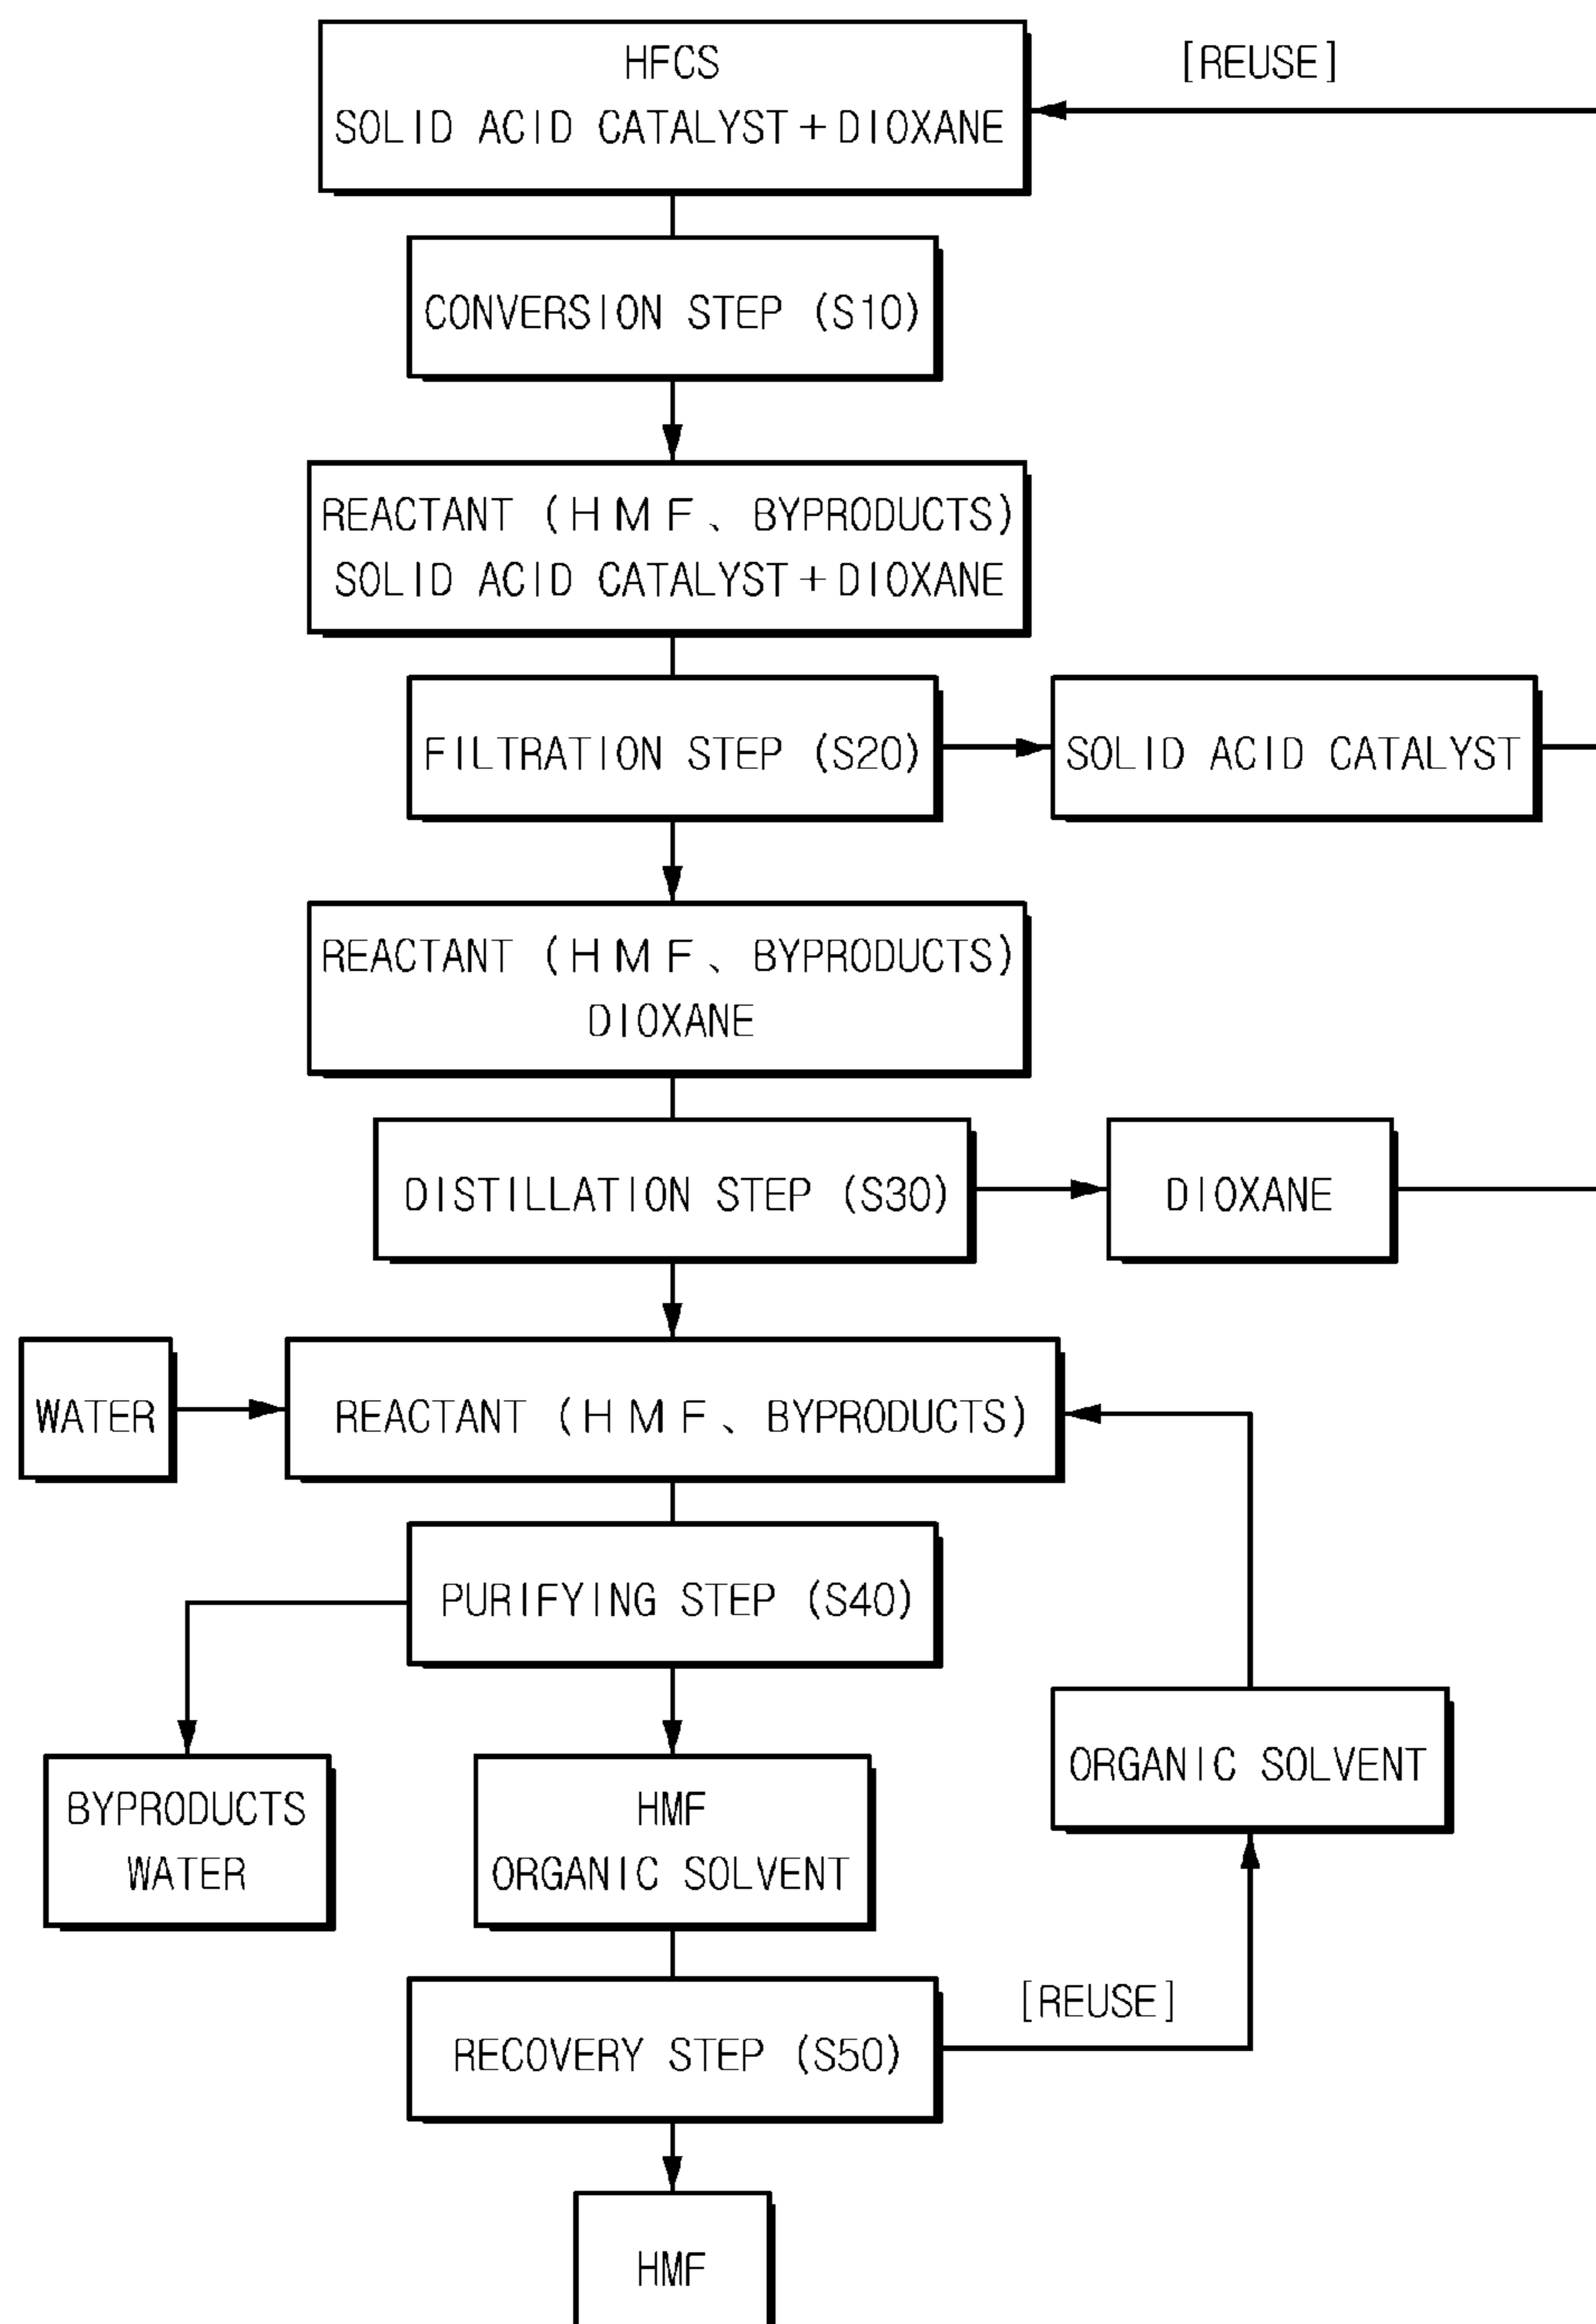 HFCS
[REUSE]
SOLID ACID CATALYST+DIOXANE
CONVERSION STEP (S10)
REACTANT (HMF、BYPRODUCTS)
SOLID ACID CATALYST+DIOXANE
FILTRATION STEP (S20)
SOLID ACID CATALYST
REACTANT (HMF、BYPRODUCTS)
DIOXANE
DISTILLATION STEP (S30)
DIOXANE
WATER
REACTANT (HMF、BYPRODUCTS)
PURIFYING STEP (S40)
ORGANIC SOLVENT
BYPRODUCTS
WATER
HMF
ORGANIC SOLVENT
[REUSE]
RECOVERY STEP (S50)
HMF